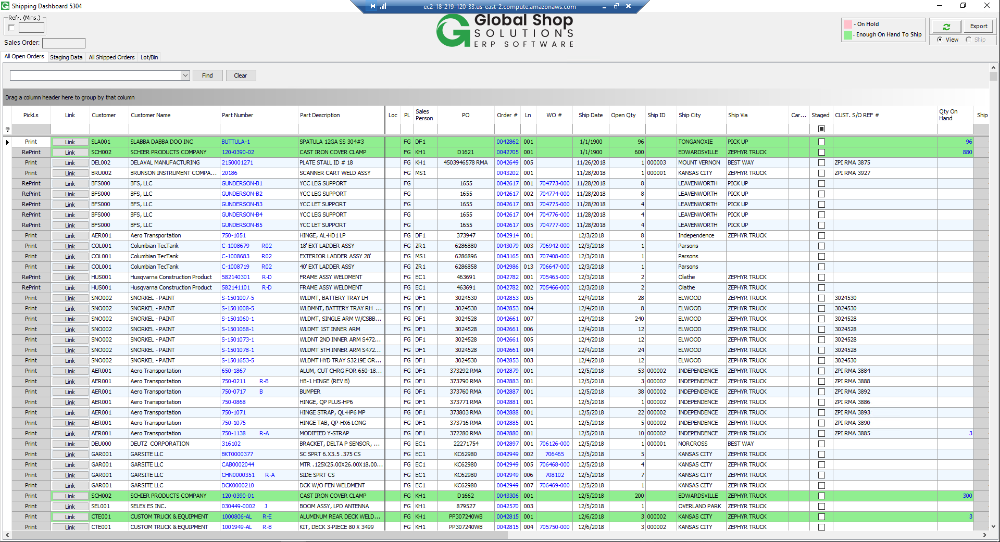 Shipping Dashboard 5304
ec2-18-219-120-33.us-east-2.compute.amazonaws.com
Refr. (Mins.)
Sales Order:
Global Shop
SOLUTIONS
ERP SOFTWARE
- On Hold
- Enough On Hand To Ship
Export
View Ship
All Open Orders Staging Data All Shipped Orders Lot/Bin
Find Clear
Drag a column header here to group by that column
PickLs Link Customer Customer Name Part Number Part Description Loc PL Sales Person PO Order # Ln WO # Ship Date Open Qty Ship ID Ship City Ship Via Car... Staged CUST. S/O REF # Qty On Hand Ship
Print Link SLA001 SLABBA DABBA DOO INC BUTTULA-1 SPATULA 12GA SS 304#3 FG DF1 0042862 001 1/1/1900 96 TONGANOXIE PICK UP 96
RePrint Link SCH002 SCHIER PRODUCTS COMPANY 120-0390-02 CAST IRON COVER CLAMP FG KH1 D1621 0042705 001 1/1/1900 600 EDWARDSVILLE ZEPHYR TRUCK 880
Print Link DEL002 DELAVAL MANUFACTURING 2150001271 PLATE STALL ID # 18 FG KH1 4503946578 RMA 0042649 005 11/26/2018 1 000003 MOUNT VERNON BEST WAY ZPI RMA 3875
Print Link BRU002 BRUNSON INSTRUMENT COMPA... 20186 SCANNER CART WELD ASSY FG MS1 0043202 001 11/28/2018 1 000001 KANSAS CITY ZEPHYR TRUCK ZPI RMA 3927
RePrint Link BFS000 BFS, LLC GUNDERSON-B1 YCC LEG SUPPORT FG 1655 0042617 001 704773-000 11/28/2018 8 LEAVENWORTH PICK UP
RePrint Link BFS000 BFS, LLC GUNDERSON-B2 YCC LEG SUPPORT FG 1655 0042617 002 704774-000 11/28/2018 8 LEAVENWORTH PICK UP
RePrint Link BFS000 BFS, LLC GUNDERSON-B3 YCC LET SUPPORT FG 1655 0042617 003 704775-000 11/28/2018 4 LEAVENWORTH PICK UP
RePrint Link BFS000 BFS, LLC GUNDERSON-B4 YCC LEG SUPPORT FG 1655 0042617 004 704776-000 11/28/2018 4 LEAVENWORTH PICK UP
RePrint Link BFS000 BFS, LLC GUNDERSON-B5 YCC LET SUPPORT FG 1655 0042617 005 704777-000 11/28/2018 4 LEAVENWORTH PICK UP
Print Link AER001 Aero Transportation 750-1051 HINGE, AL-HD1 LP FG DF1 373947 0042914 001 12/3/2018 8 Independence ZEPHYR TRUCK
Print Link COL001 Columbian TecTank C-1008679 R02 18' EXT LADDER ASSY FG ZR1 6286880 0043079 003 706942-000 12/3/2018 1 Parsons
Print Link COL001 Columbian TecTank C-1008683 R02 EXTERIOR LADDER ASSY 28' FG MS1 6286896 0043165 003 707408-000 12/3/2018 1 Parsons
Print Link COL001 Columbian TecTank C-1008719 R02 40' EXT LADDER ASSY FG ZR1 6286858 0042986 013 706647-000 12/3/2018 1 Parsons
RePrint Link HUS001 Husqvarna Construction Product 582140301 R-D FRAME ASSY WELDMENT FG EC1 463691 0042782 001 705465-000 12/3/2018 2 Olathe ZEPHYR TRUCK
RePrint Link HUS001 Husqvarna Construction Product 582141101 R-D FRAME ASSY WELDMENT FG EC1 463691 0042782 002 705466-000 12/3/2018 2 Olathe ZEPHYR TRUCK
Print Link SNO002 SNORKEL - PAINT S-1501007-5 WLDMT, BATTERY TRAY LH FG DF1 3024530 0042853 005 12/4/2018 28 ELWOOD ZEPHYR TRUCK 3024530
Print Link SNO002 SNORKEL - PAINT S-1501008-5 WLDMNT, BATTERY TRAY RH ... FG DF1 3024530 0042853 004 12/4/2018 8 ELWOOD ZEPHYR TRUCK 3024530
Print Link SNO002 SNORKEL - PAINT S-1501060-1 WLDMT, SINGLE ARM W/CSBB... FG DF1 3024528 0042661 007 12/4/2018 240 ELWOOD ZEPHYR TRUCK 3024528
Print Link SNO002 SNORKEL - PAINT S-1501068-1 WLDMT 1ST INNER ARM FG DF1 3024528 0042661 006 12/4/2018 12 ELWOOD ZEPHYR TRUCK 3024528
Print Link SNO002 SNORKEL - PAINT S-1501073-1 WLDNT 2ND INNER ARM S472... FG DF1 3024528 0042661 005 12/4/2018 12 ELWOOD ZEPHYR TRUCK 3024528
Print Link SNO002 SNORKEL - PAINT S-1501078-1 WLDMT 5TH INNER ARM S472... FG DF1 3024528 0042661 004 12/4/2018 24 ELWOOD ZEPHYR TRUCK 3024528
Print Link SNO002 SNORKEL - PAINT S-1501653-5 WLDMT HYD TRAY S3219E OR... FG DF1 3024530 0042853 003 12/4/2018 12 ELWOOD ZEPHYR TRUCK 3024530
Print Link AER001 Aero Transportation 650-1867 ALUM, CUT CHRG FOR 650-18... FG DF1 373292 RMA 0042879 001 12/5/2018 53 000002 INDEPENDENCE ZEPHYR TRUCK ZPI RMA 3884
Print Link AER001 Aero Transportation 750-0211 R-B HB-1 HINGE (REV B) FG DF1 373790 RMA 0042883 001 12/5/2018 3 000002 INDEPENDENCE ZEPHYR TRUCK ZPI RMA 3888
Print Link AER001 Aero Transportation 750-0717 B BUMPER FG DF1 373760 RMA 0042887 001 12/5/2018 38 000002 INDEPENDENCE ZEPHYR TRUCK ZPI RMA 3892
Print Link AER001 Aero Transportation 750-0868 HINGE, QP PLUS-HP6 FG DF1 373771 RMA 0042881 001 12/5/2018 1 000002 INDEPENDENCE ZEPHYR TRUCK ZPI RMA 3886
Print Link AER001 Aero Transportation 750-1071 HINGE STRAP, QL-HP6 MP FG DF1 373803 RMA 0042888 001 12/5/2018 22 000002 INDEPENDENCE ZEPHYR TRUCK ZPI RMA 3893
Print Link AER001 Aero Transportation 750-1075 HINGE TAB, QP-HX6 LONG FG DF1 373716 RMA 0042885 001 12/5/2018 5 000002 INDEPENDENCE ZEPHYR TRUCK ZPI RMA 3890
Print Link AER001 Aero Transportation 750-1138 R-A MODIFIED Y-STRAP FG DF1 372280 RMA 0042880 001 12/5/2018 10 000002 INDEPENDENCE ZEPHYR TRUCK ZPI RMA 3885 3
Print Link DEU000 DEUTZ CORPORATION 316102 BRACKET, DELTA P SENSOR, ... FG EC1 22271754 0042897 001 706126-000 12/5/2018 1 000001 NORCROSS BEST WAY
Print Link GAR001 GARSITE LLC BKT0000377 SC SPRT 6.X3.5 .375 CS FG EC1 KC62980 0042949 002 706465 12/5/2018 5 KANSAS CITY ZEPHYR TRUCK
Print Link GAR001 GARSITE LLC CAB0002044 MTR .125X25.00X26.00X18.00... FG EC1 KC62980 0042949 005 706468-000 12/5/2018 4 KANSAS CITY ZEPHYR TRUCK
Print Link GAR001 GARSITE LLC CHN0000351 R-A SIDE SPRT CS FG EC1 KC62980 0042949 006 708102 12/5/2018 7 KANSAS CITY ZEPHYR TRUCK
Print Link GAR001 GARSITE LLC DCK0000210 DCK W/O FEN WELDMENT FG EC1 KC62980 0042949 007 706469-000 12/5/2018 1 KANSAS CITY ZEPHYR TRUCK
Print Link SCH002 SCHIER PRODUCTS COMPANY 120-0390-01 CAST IRON COVER CLAMP FG KH1 D1662 0043306 001 12/5/2018 200 EDWARDSVILLE ZEPHYR TRUCK 300
Print Link SEL001 SELEX ES INC. 030449-0002 J BOOM ASSY, LPD ANTENNA FG KH1 879527 0042570 003 12/5/2018 1 OVERLAND PARK ZEPHYR TRUCK
Print Link CTE001 CUSTOM TRUCK & EQUIPMENT 1000806-AL R-E ALUMINUM REAR DECK WELD... FG KH1 PP307240WB 0042815 001 12/6/2018 3 000002 KANSAS CITY ZEPHYR TRUCK 3
Print Link CTE001 CUSTOM TRUCK & EQUIPMENT 1001949-AL R-B KIT, DECK 3-PIECE 80 X 3499 FG KH1 PP307240WB 0042815 004 705750-000 12/6/2018 3 000002 KANSAS CITY ZEPHYR TRUCK